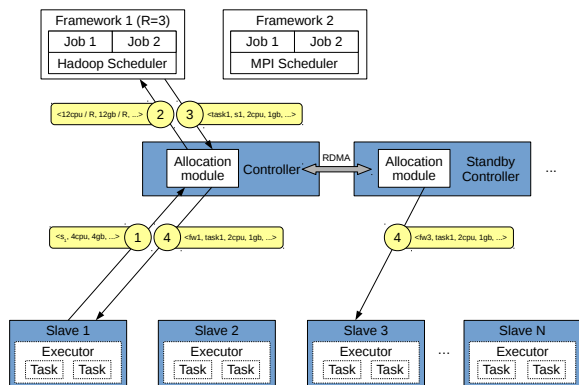 Framework 1 (R=3)
Job 1 Job 2
Hadoop Scheduler
Framework 2
Job 1 Job 2
MPI Scheduler
<12cpu / R, 12gb / R, ...> 2
3 <task1, s1, 2cpu, 1gb, ...>
Allocation
module
Controller
RDMA
Allocation
module
Standby
Controller
...
<s1, 4cpu, 4gb, ...> 1
4 <fw1, task1, 2cpu, 1gb, ...>
4 <fw3, task1, 2cpu, 1gb, ...>
Slave 1
Executor
Task Task
Slave 2
Executor
Task Task
Slave 3
Executor
Task Task
...
Slave N
Executor
Task Task